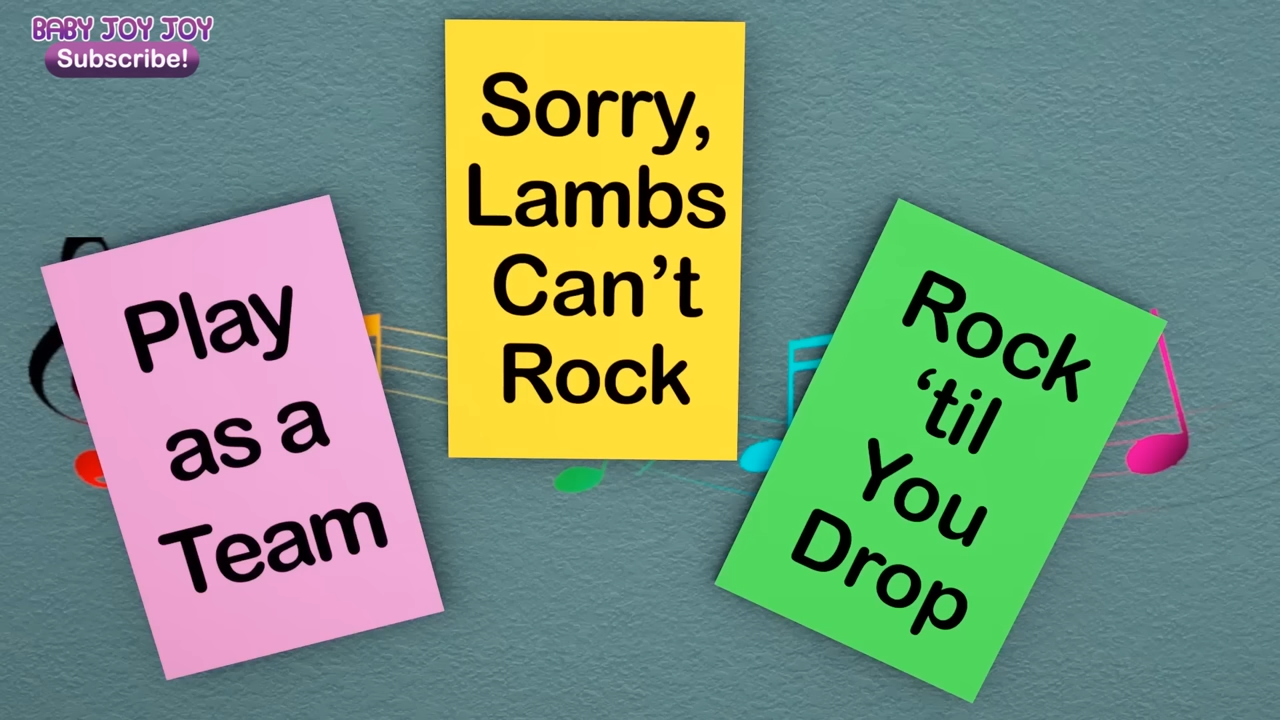 BABY JOY JOY
Subscribe!
Play
as a
Team
Sorry,
Lambs
Can’t
Rock
Rock
‘til
You
Drop